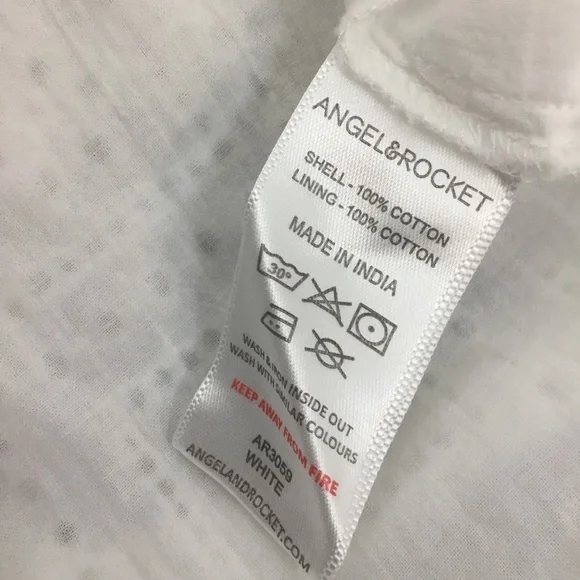 ANGEL&ROCKET
SHELL - 100% COTTON
LINING - 100% COTTON
MADE IN INDIA
30°
WASH & IRON INSIDE OUT
WASH WITH SIMILAR COLOURS
KEEP AWAY FROM FIRE
AR3059
WHITE
ANGELANDROCKET.COM